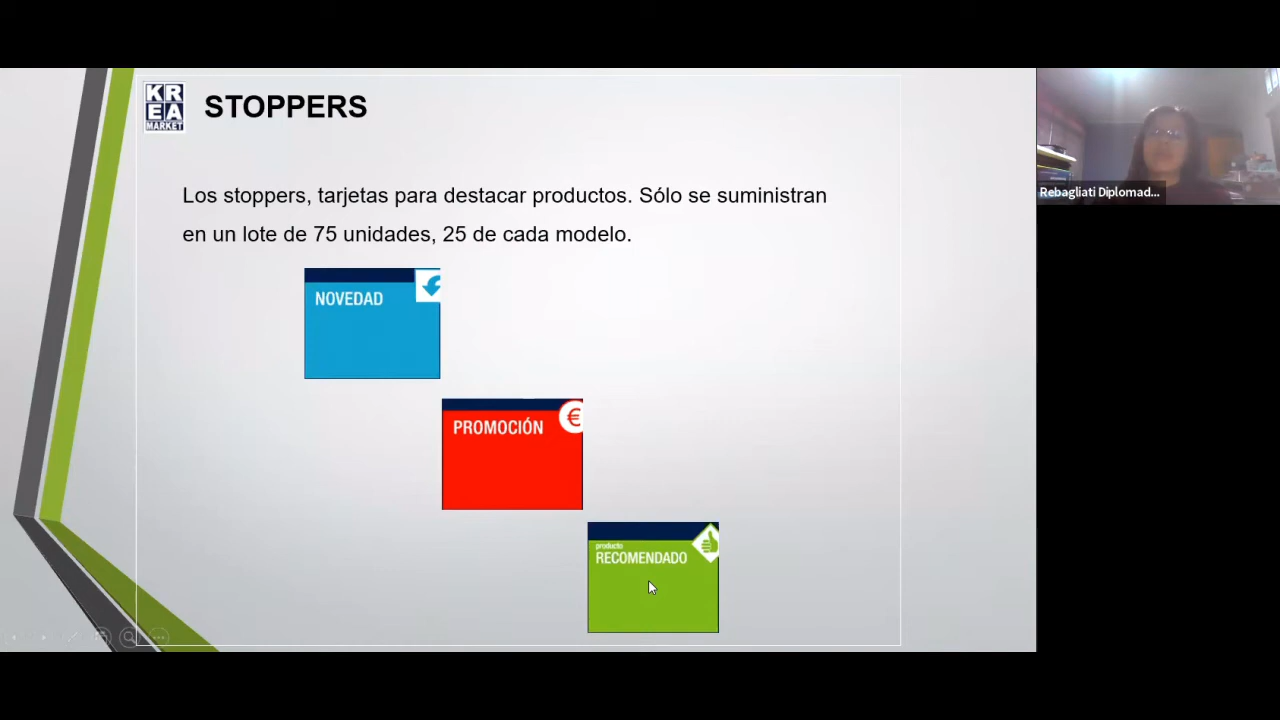 KR
EA
MARKET
STOPPERS
Los stoppers, tarjetas para destacar productos. Sólo se suministran
en un lote de 75 unidades, 25 de cada modelo.
NOVEDAD
PROMOCIÓN
€
producto
RECOMENDADO
Rebagliati Diplomad...